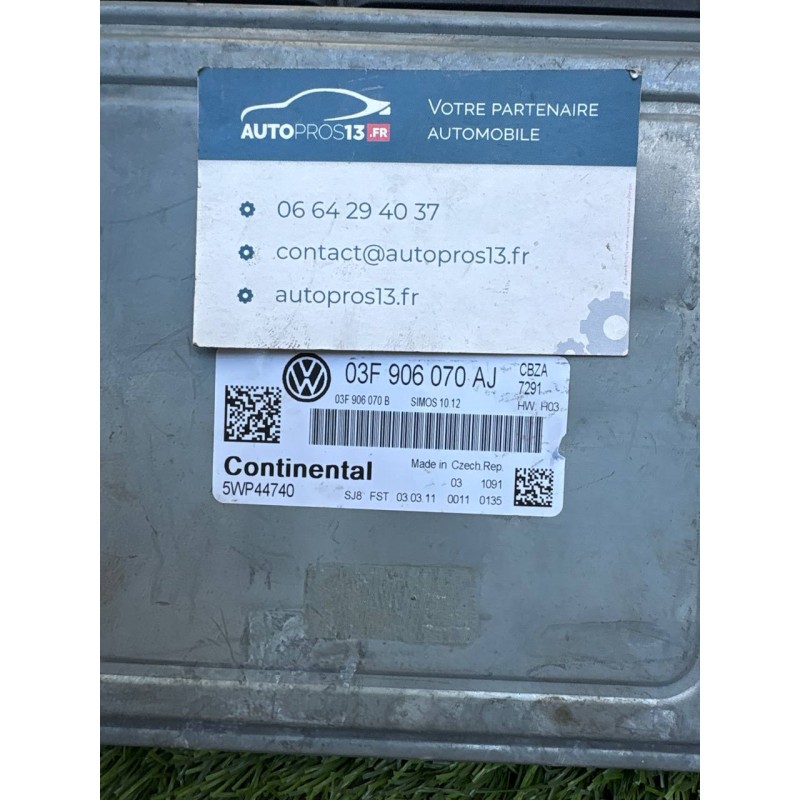 AUTOPROS13.FR
VOTRE PARTENAIRE
AUTOMOBILE
06 64 29 40 37
contact@autopros13.fr
autopros13.fr
03F 906 070 AJ
CBZA
7291
03F 906 070 B SIMOS 10 12
HW H03
Continental
5WP44740
Made in Czech Rep.
03 1091
SJ8 FST 03 03 11 0011 0135